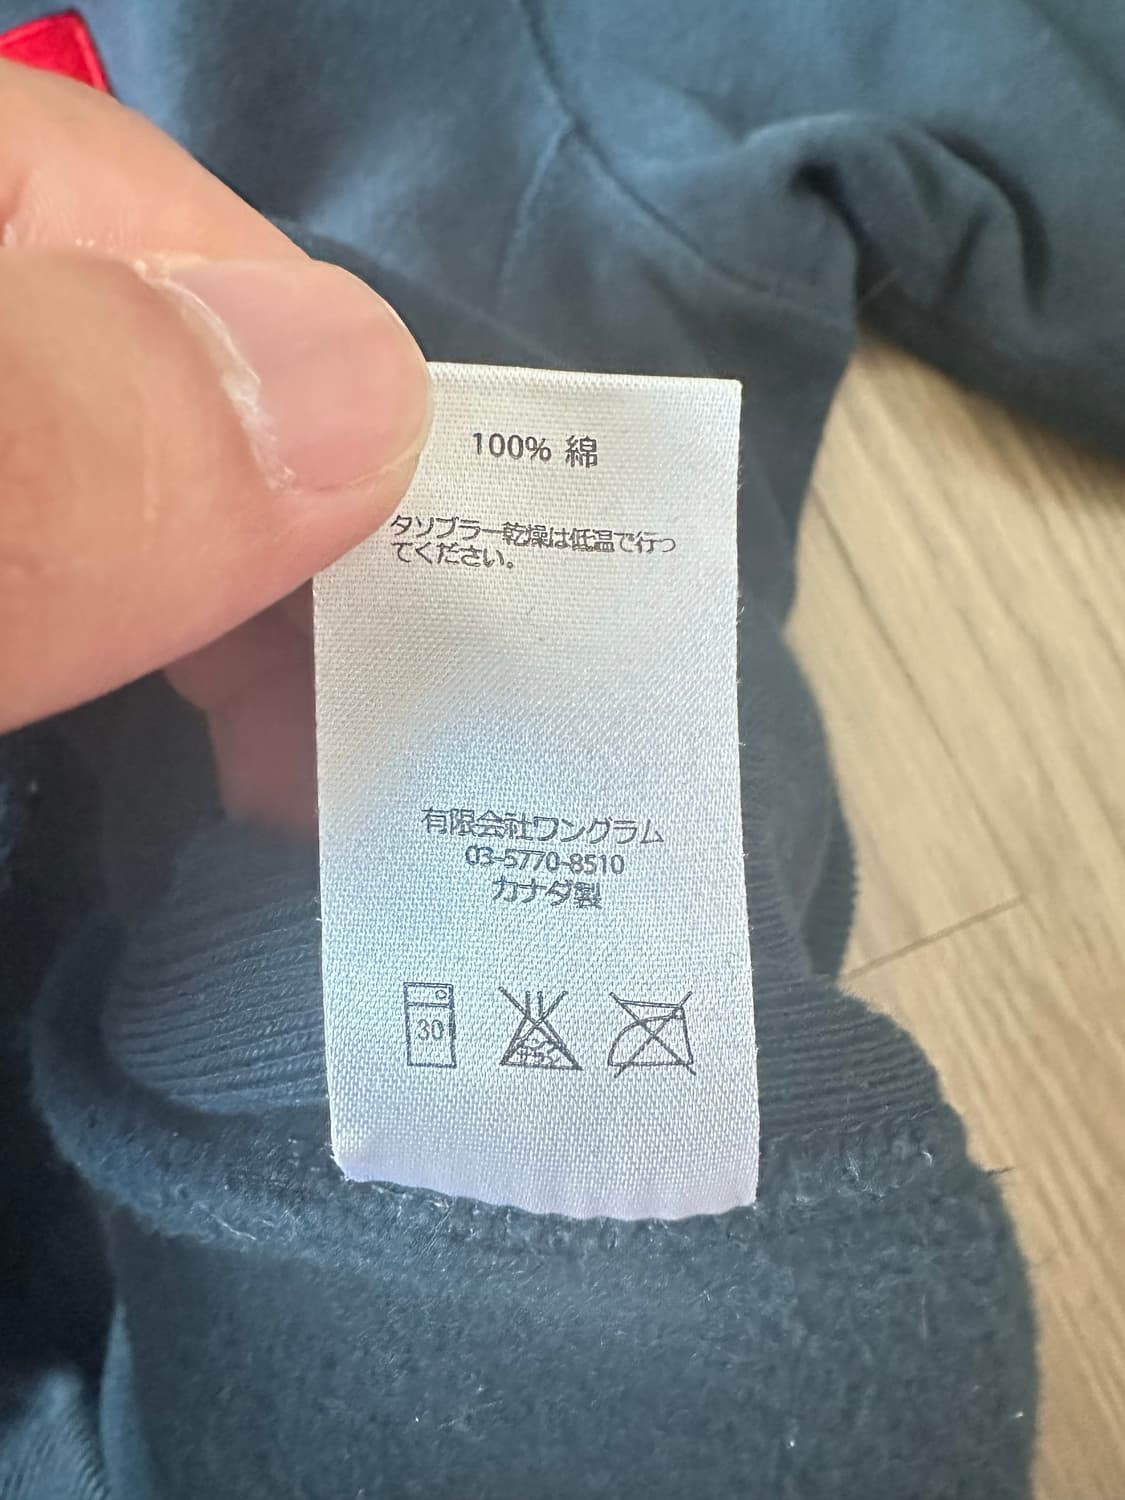 100% 綿
タソブラー乾燥は低温で行っ
てください。
有限会社ワングラム
03-5770-8510
カナダ製
30